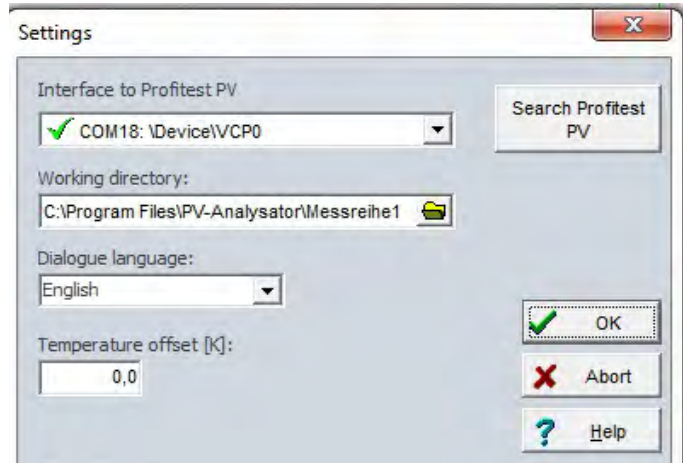 Settings
Interface to Profitest PV
COM18: \Device\VCP0
Search Profitest
PV
Working directory:
C:\Program Files\PV-Analysator\Messreihe1
Dialogue language:
English
Temperature offset [K]:
0,0
OK
Abort
Help